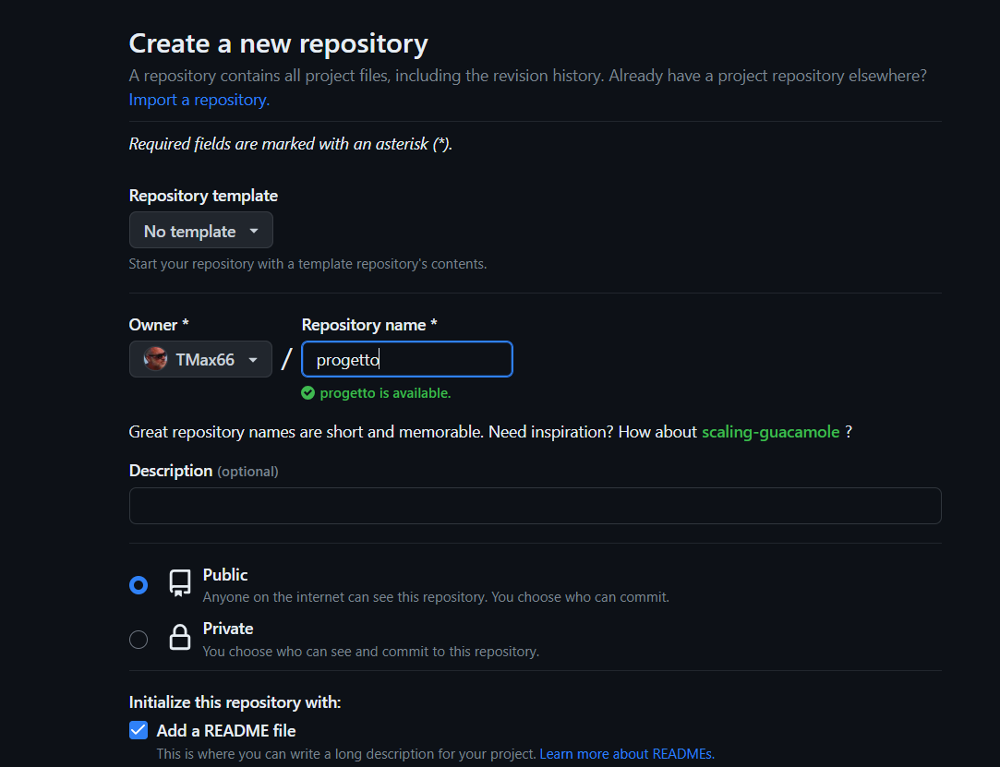 Create a new repository
A repository contains all project files, including the revision history. Already have a project repository elsewhere?
Import a repository.
Required fields are marked with an asterisk (*).
Repository template
No template
Start your repository with a template repository's contents.
Owner * Repository name *
TMax66 / progetto
progetto is available.
Great repository names are short and memorable. Need inspiration? How about scaling-guacamole ?
Description (optional)
Public
Anyone on the internet can see this repository. You choose who can commit.
Private
You choose who can see and commit to this repository.
Initialize this repository with:
Add a README file
This is where you can write a long description for your project. Learn more about READMEs.